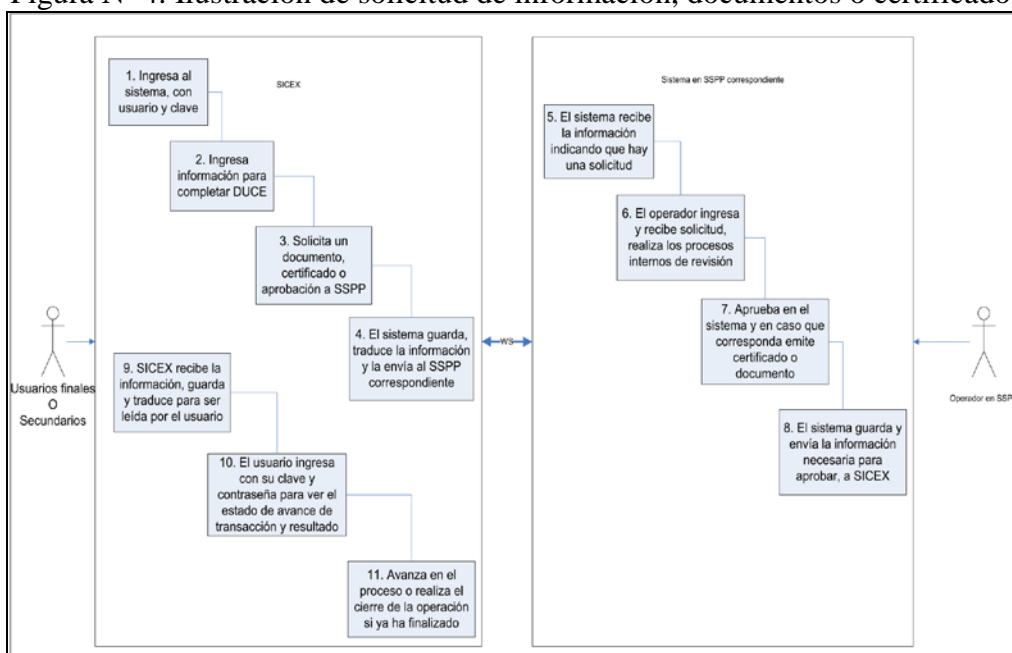 Figura N° 4: Ilustración de solicitud de información, documentos o certificado
SICEX
1. Ingresa al
sistema, con
usuario y clave
2. Ingresa
información para
completar DUCE
3. Solicita un
documento,
certificado o
aprobación a SSPP
4. El sistema guarda,
traduce la información
y la envía al SSPP
correspondiente
Usuarios finales
O
Secundarios
9. SICEX recibe la
información, guarda
y traduce para ser
leída por el usuario
10. El usuario ingresa
con su clave y
contraseña para ver el
estado de avance de
transacción y resultado
11. Avanza en el
proceso o realiza el
cierre de la operación
si ya ha finalizado
ws
Sistema en SSPP correspondiente
5. El sistema recibe
la información
indicando que hay
una solicitud
6. El operador ingresa
y recibe solicitud,
realiza los procesos
internos de revisión
7. Aprueba en el
sistema y en caso que
corresponda emite
certificado o
documento
8. El sistema guarda y
envía la información
necesaria para
aprobar, a SICEX
Operador en SSP